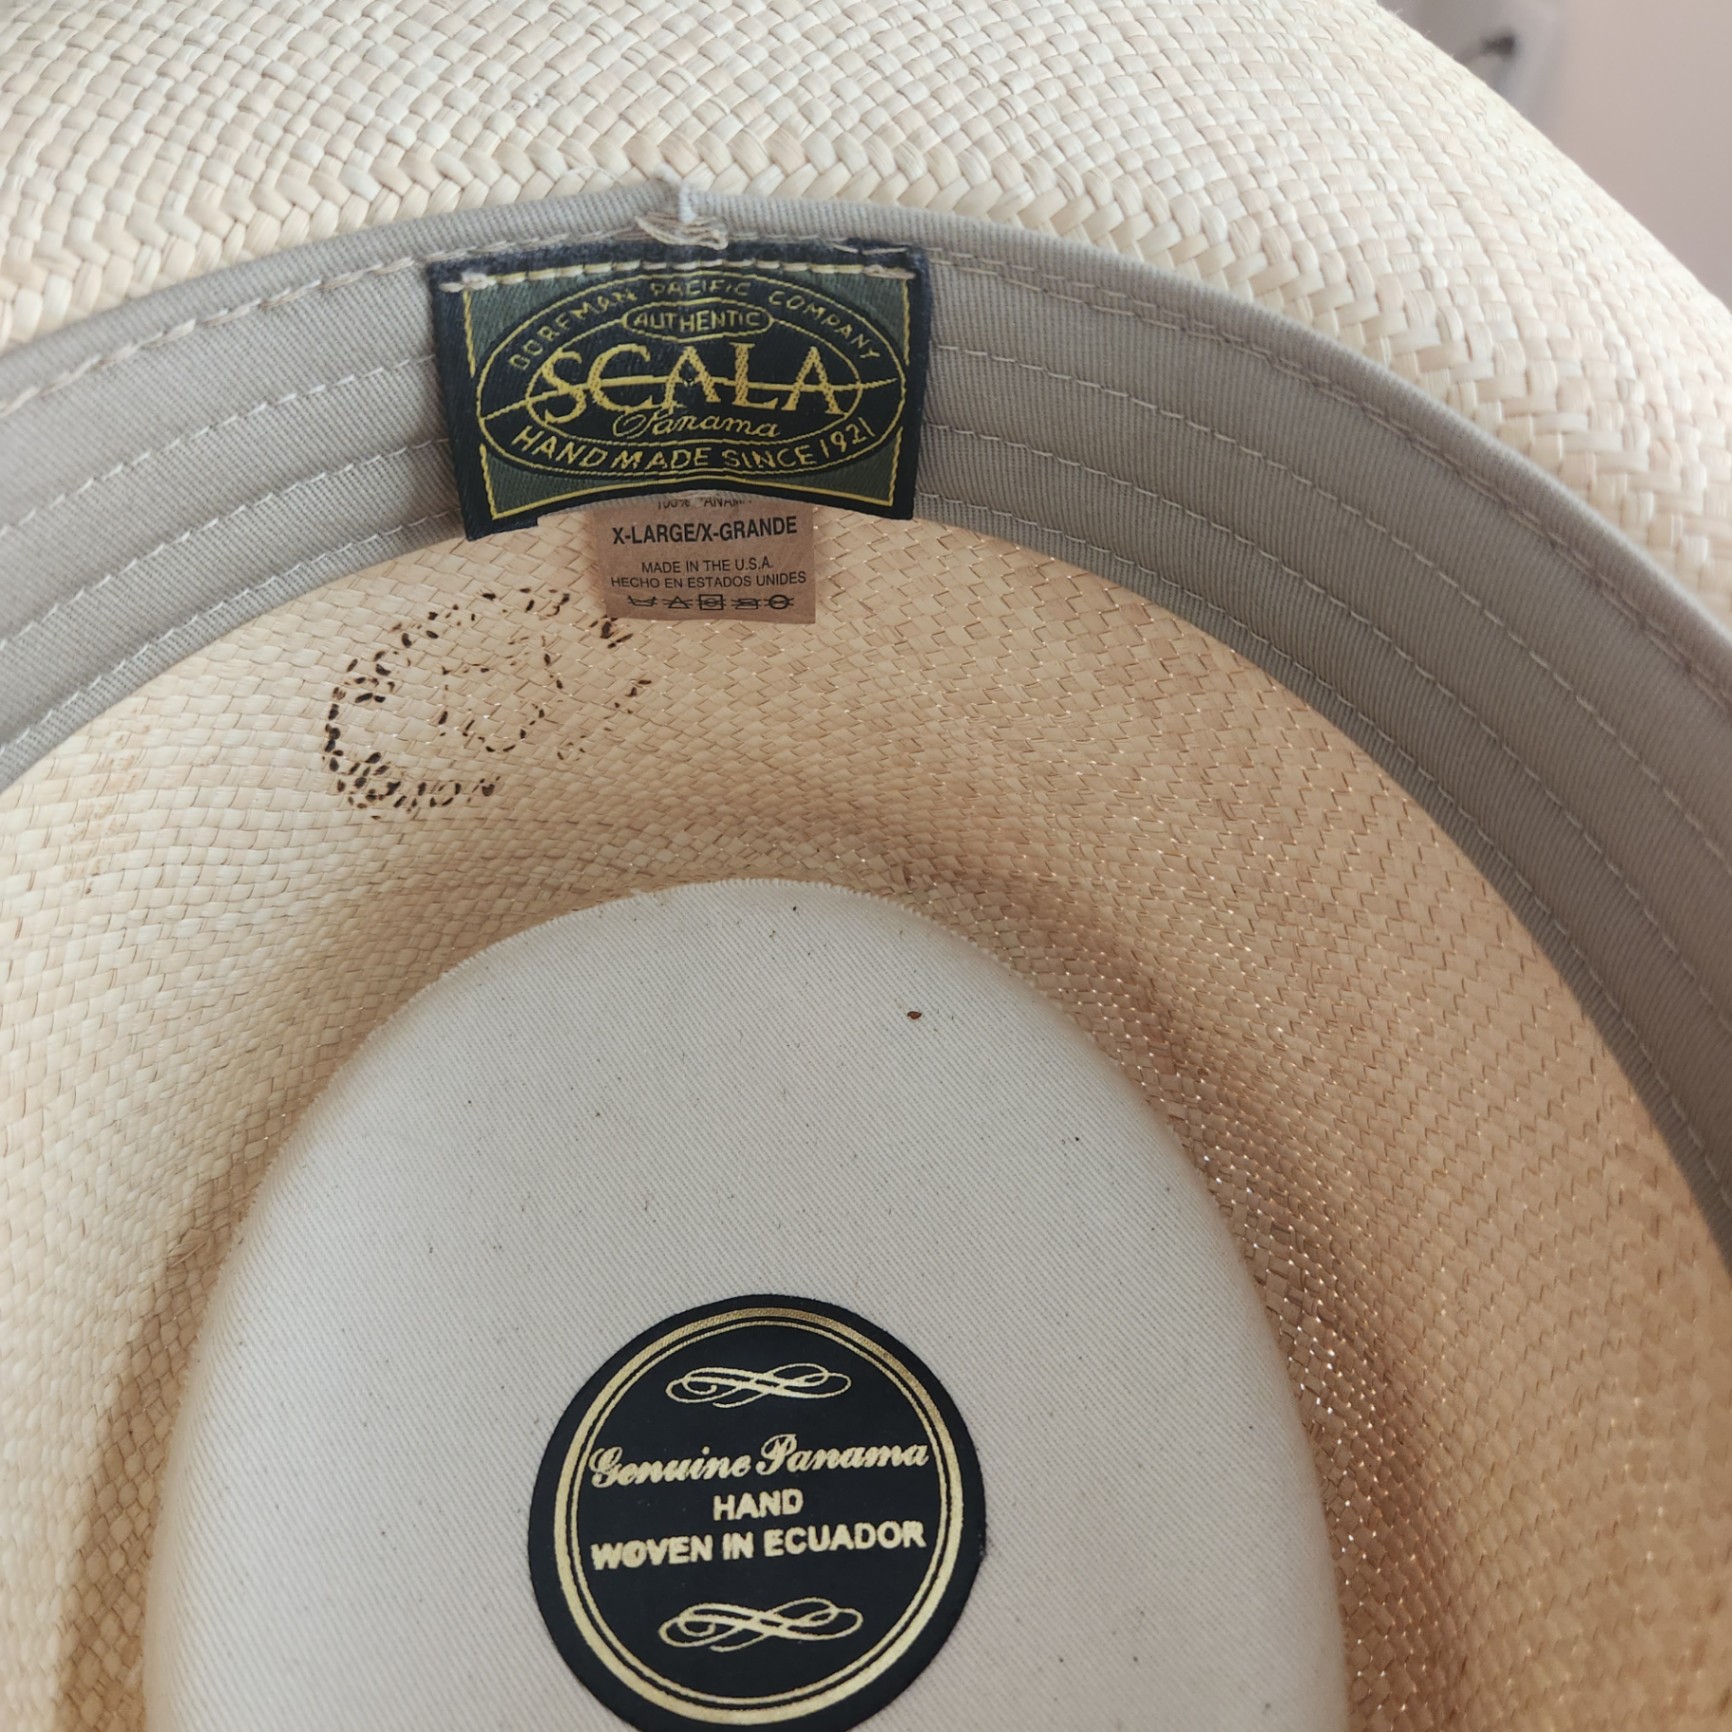 DORFMAN PACIFIC COMPANY
AUTHENTIC
SCALA
Panama
HAND MADE SINCE 1921
100%
X-LARGE/X-GRANDE
MADE IN THE U.S.A.
HECHO EN ESTADOS UNIDES
Genuine Panama
HAND
WOVEN IN ECUADOR